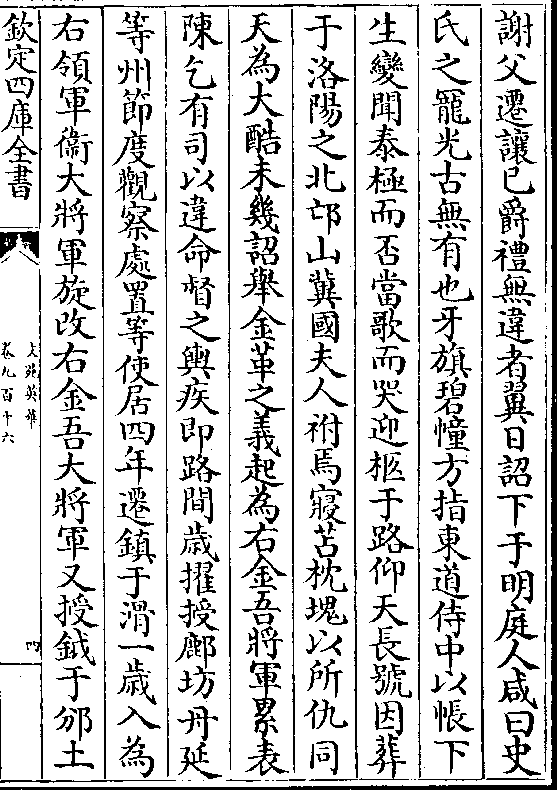 謝父遷讓已爵禮無違者翼日詔下于明庭人咸曰史
氏之寵光古無有也牙旗碧幢方指東道侍中以帳下
生變聞泰極而否當歌而哭迎柩于路仰天長號因葬
于洛陽之北邙山冀國夫人祔焉寢苫枕塊以所仇同
天為大酷未幾詔舉金革之義起為右金吾將軍累表
陳乞有司以違命督之輿疾即路間歳擢授鄜坊丹延
等州節度觀察處置等使居四年遷鎮于滑一歳入為
右領軍衞大將軍旋改右金吾大將軍又授鉞于邠土
欽定四庫全書
文苑英華
卷九百十六
四